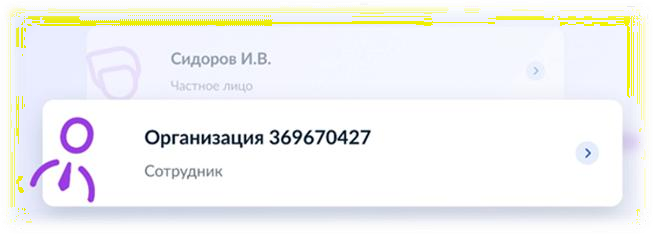 Сидоров И.В.
Частное лицо
Организация 369670427
Сотрудник